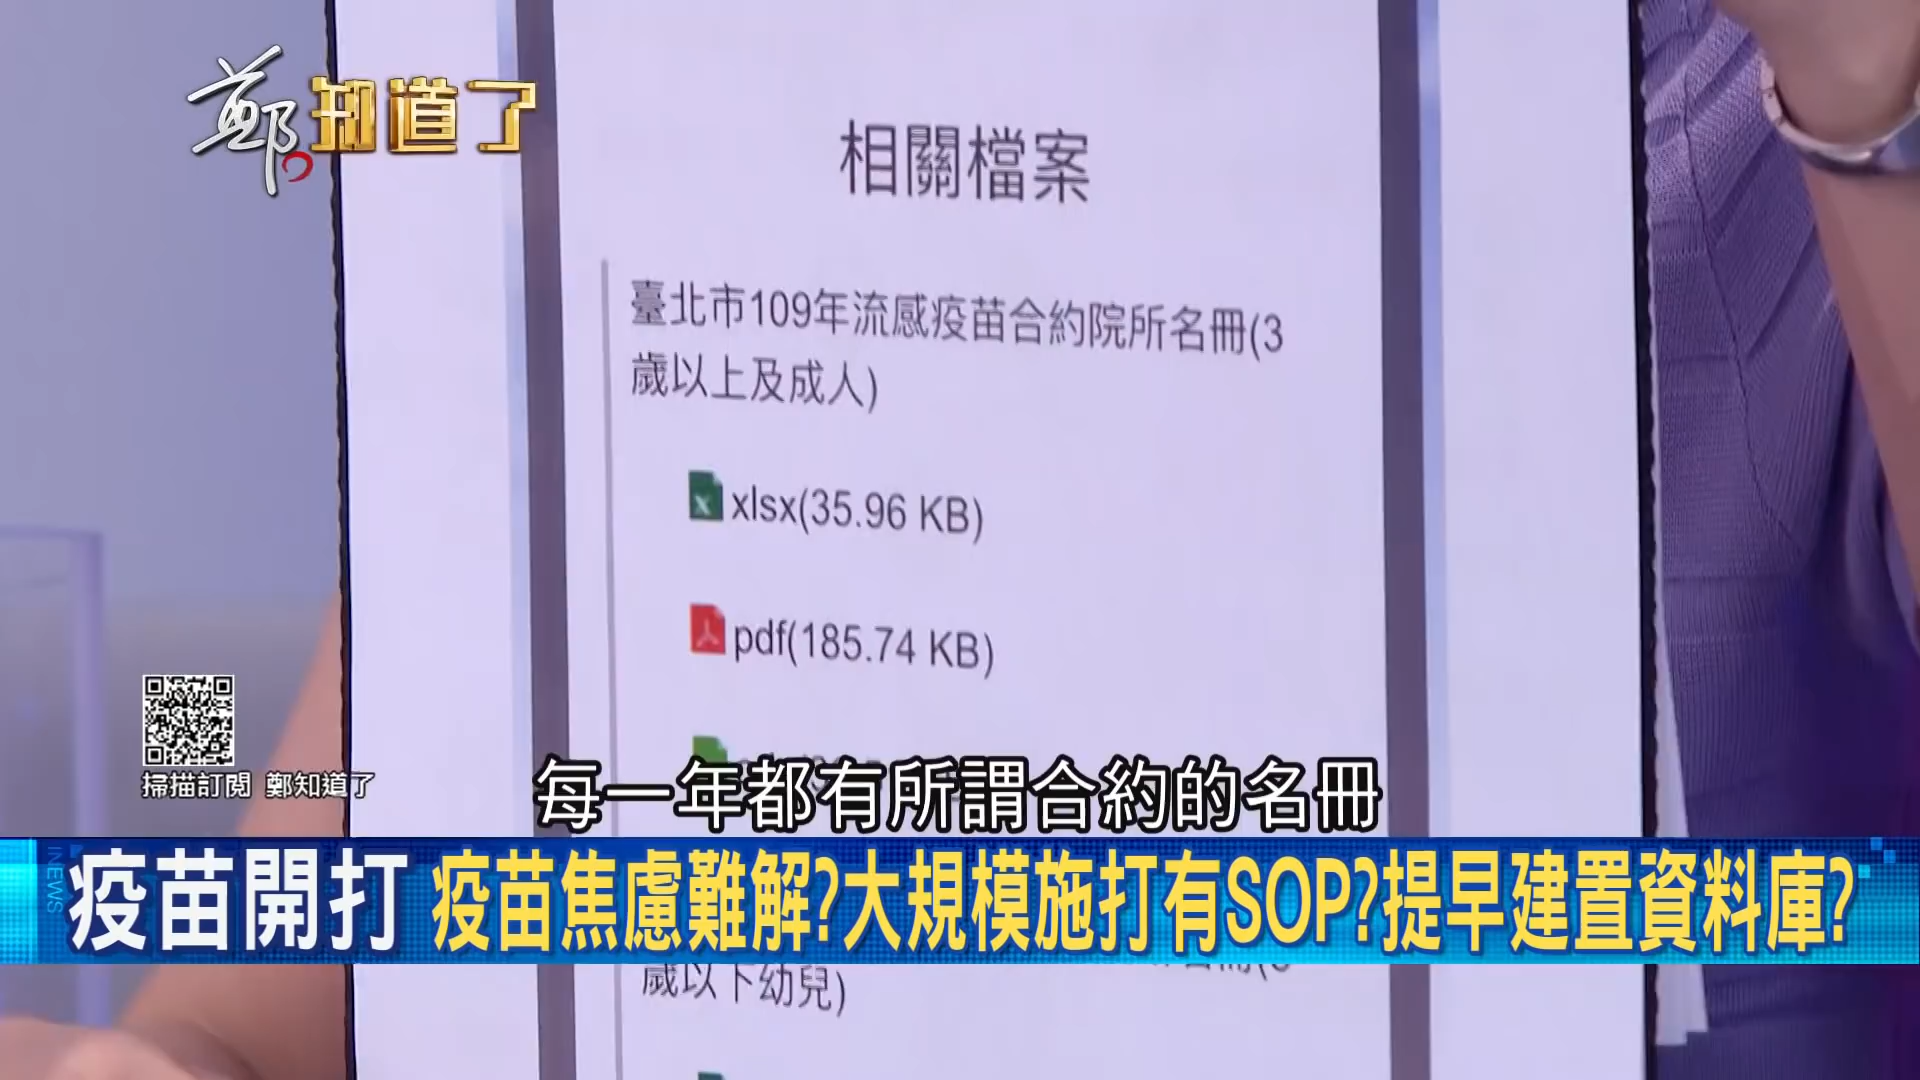 鄭知道了
相關檔案
臺北市109年流感疫苗合約院所名冊(3
歲以上及成人)
xlsx(35.96 KB)
pdf(185.74 KB)
掃描訂閱 鄭知道了
每一年都有所謂合約的名冊
INEWS
疫苗開打
疫苗焦慮難解?大規模施打有SOP?提早建置資料庫?
歲以下幼兒)